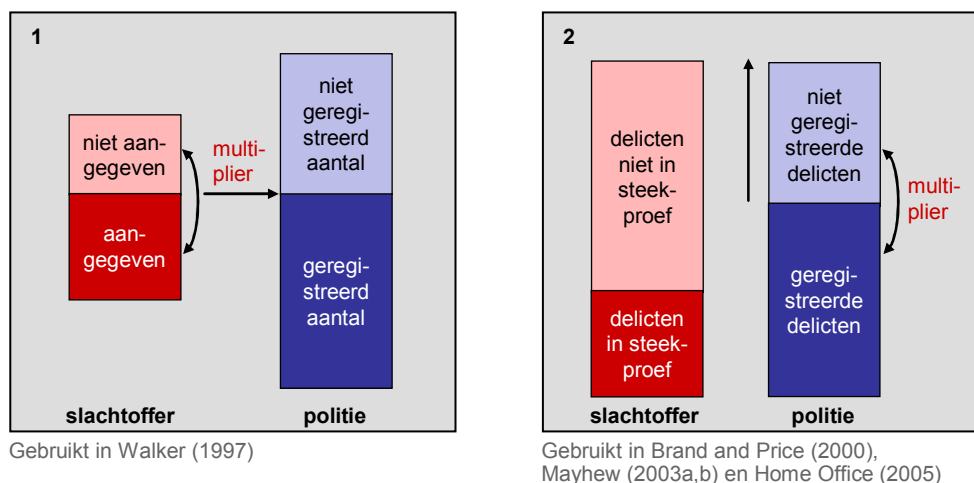 1
niet aan-
gegeven
aan-
gegeven
multi-
plier
niet
geregi-
streerd
aantal
geregi-
streerd
aantal
slachtoffer
politie
Gebruikt in Walker (1997)
2
delicten
niet in
steek-
proef
delicten
in steek-
proef
niet
geregi-
streerde
delicten
geregi-
streerde
delicten
multi-
plier
slachtoffer
politie
Gebruikt in Brand and Price (2000),
Mayhew (2003a,b) en Home Office (2005)